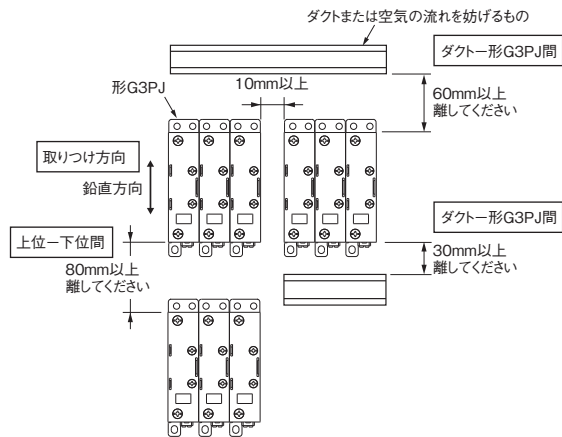 ダクトまたは空気の流れを妨げるもの
ダクトー形G3PJ間
10mm以上
形G3PJ
60mm以上
離してください
取りつけ方向
鉛直方向
上位ー下位間
80mm以上
離してください
ダクトー形G3PJ間
30mm以上
離してください